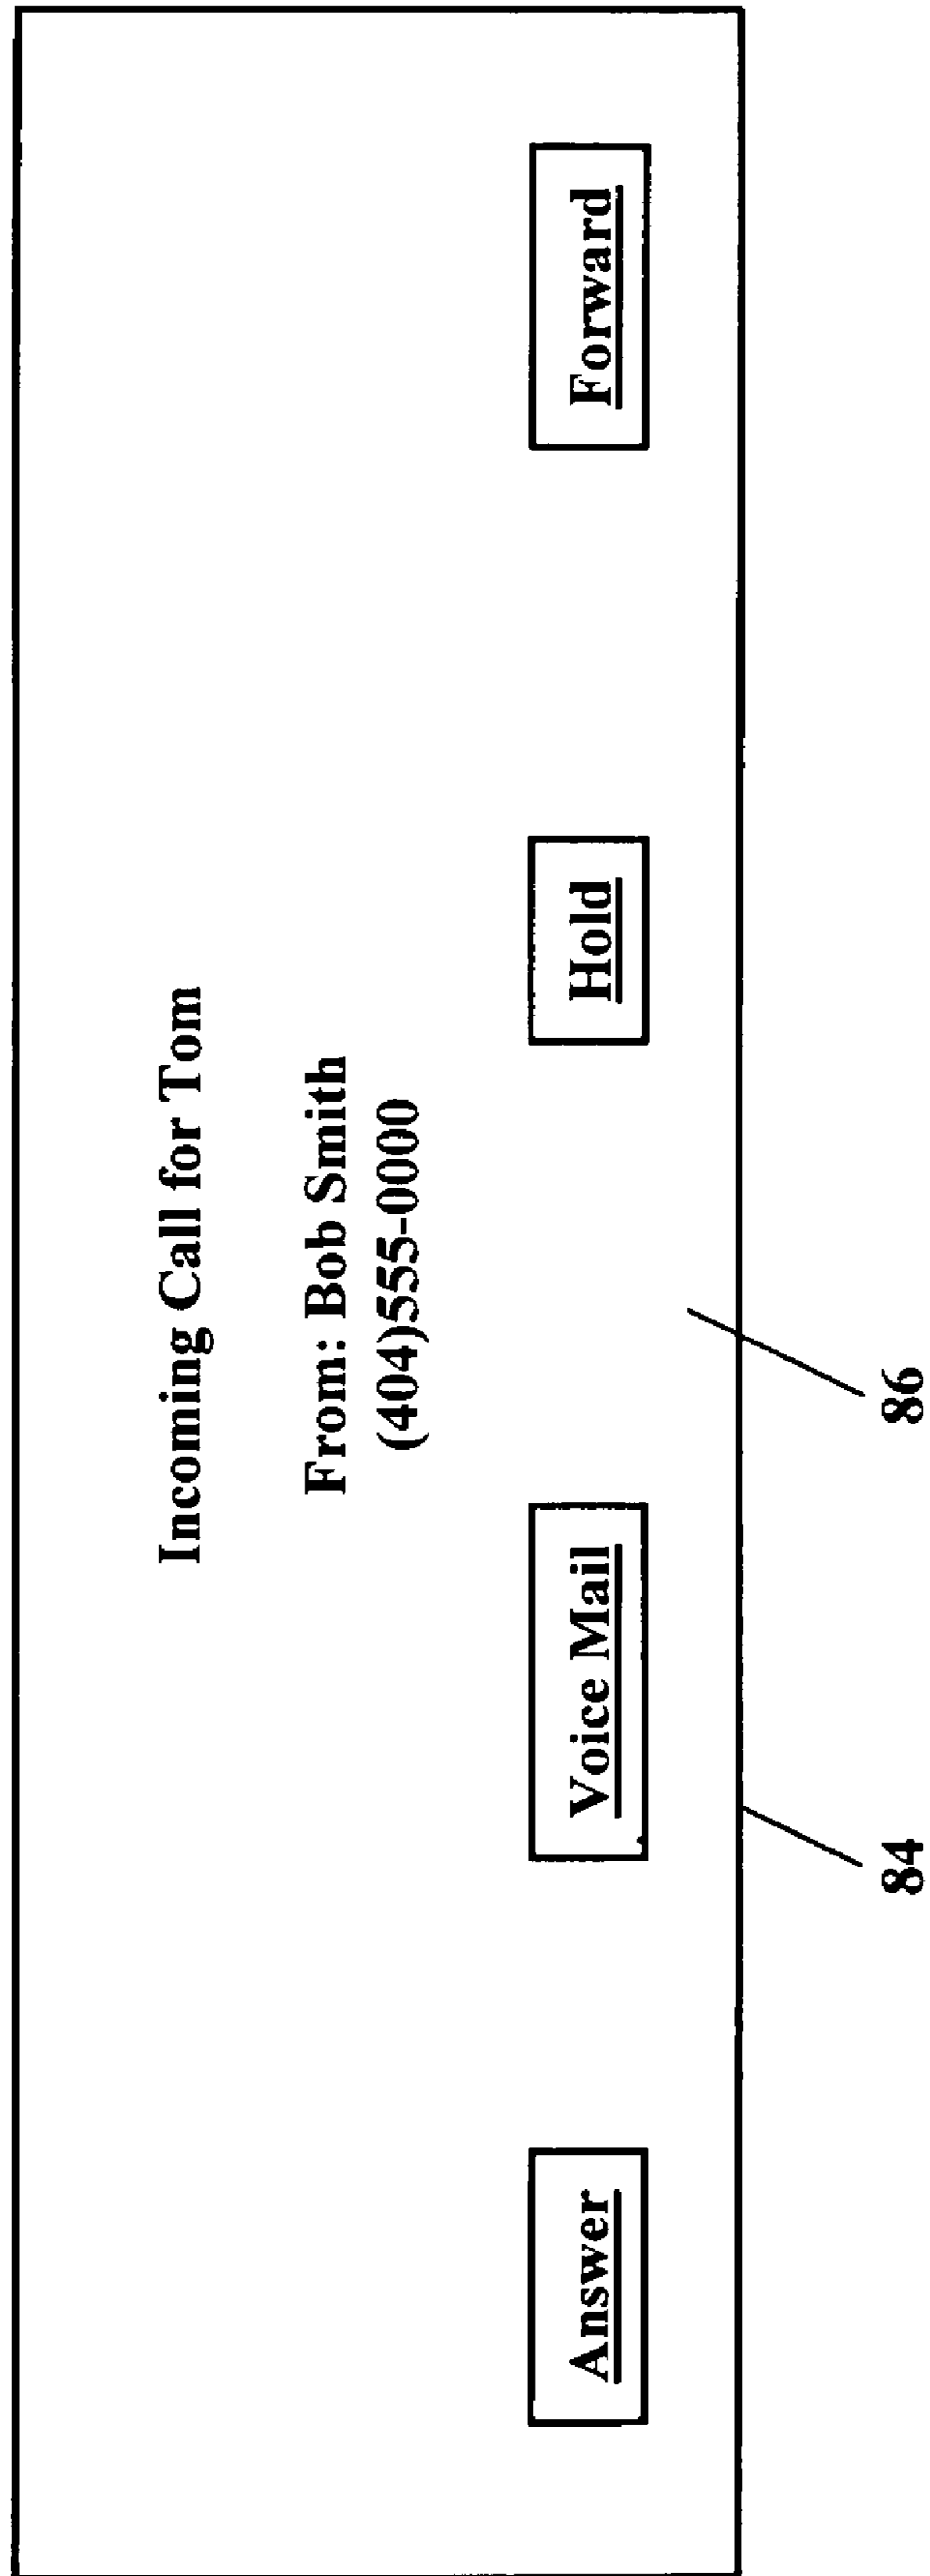 Incoming Call for Tom
From: Bob Smith
(404)555-0000
Answer
Voice Mail
Hold
Forward
84
86